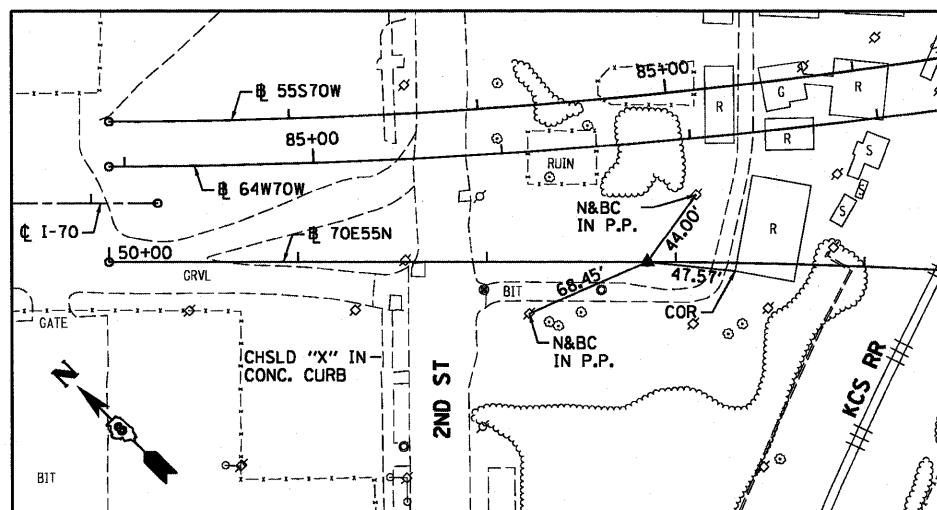 85+00
℔ 55S70W
G
R
R
R
85+00
RUIN
S
℔ 64W70W
N&BC
IN P.P.
44.00'
S
℄ I-70
R
℔ 70E55N
50+00
GRVL
68.45'
47.57'
BIT
COR
GATE
N&BC
IN P.P.
CHSLD "X" IN
CONC. CURB
N
2ND ST
KCS RR
BIT